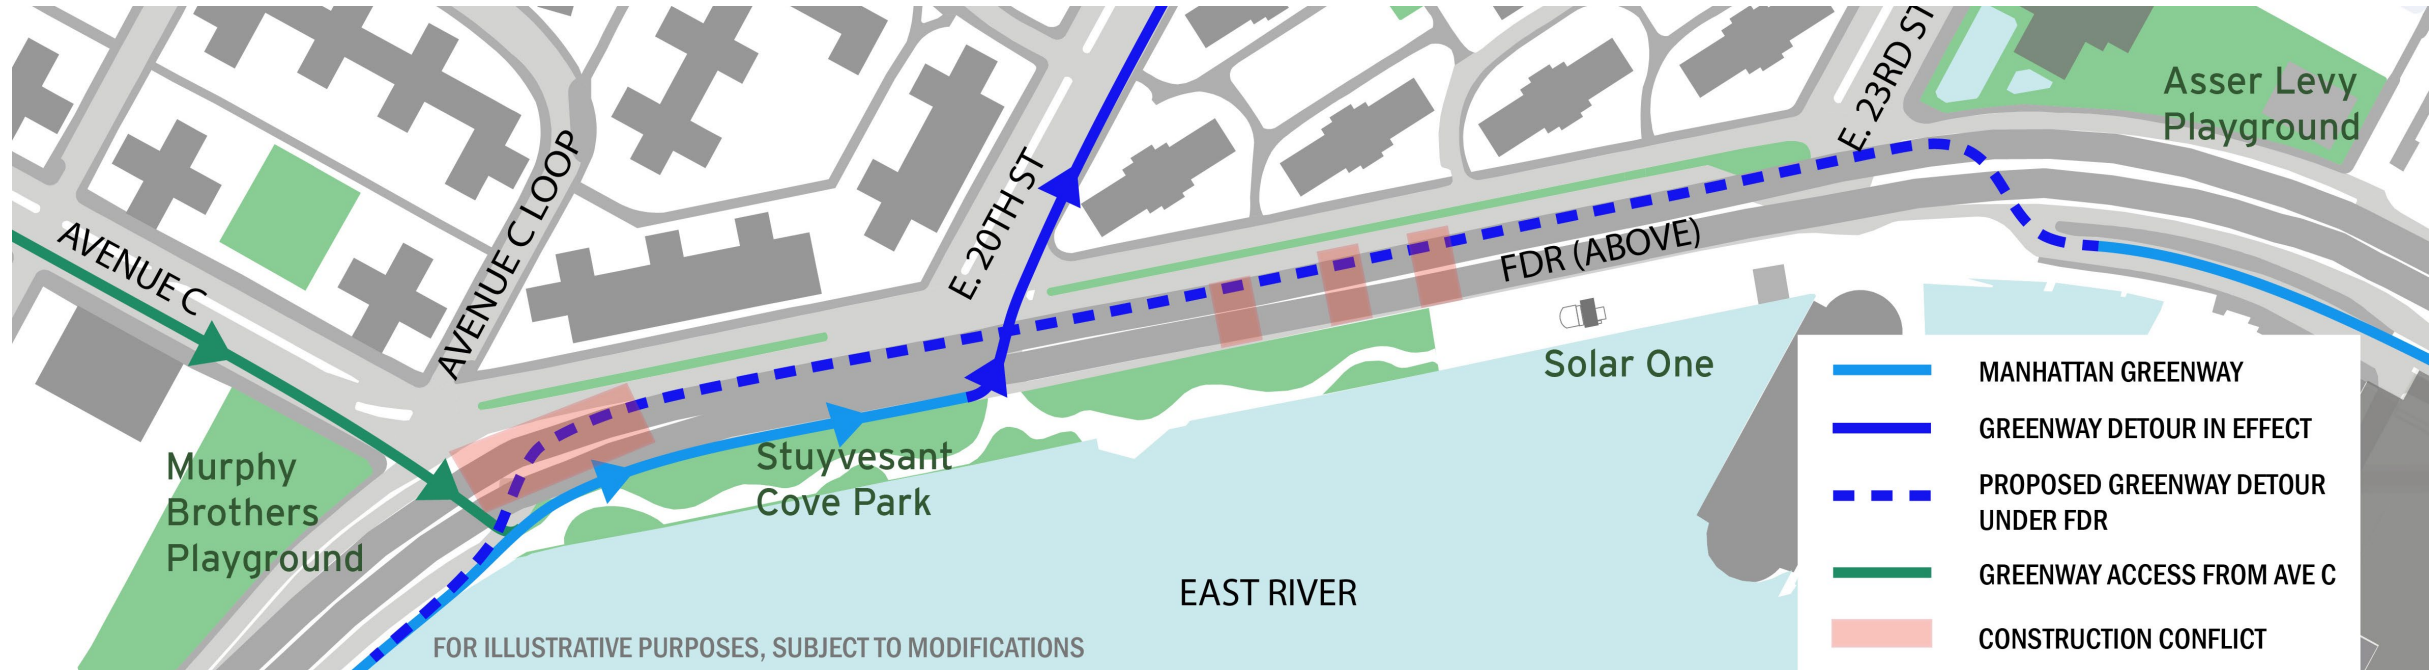 E. 23RD ST
Asser Levy
Playground
AVENUE C LOOP
E. 20TH ST
AVENUE C
FDR (ABOVE)
Solar One
Murphy
Brothers
Playground
Stuyvesant
Cove Park
EAST RIVER
FOR ILLUSTRATIVE PURPOSES, SUBJECT TO MODIFICATIONS
MANHATTAN GREENWAY
GREENWAY DETOUR IN EFFECT
PROPOSED GREENWAY DETOUR
UNDER FDR
GREENWAY ACCESS FROM AVE C
CONSTRUCTION CONFLICT